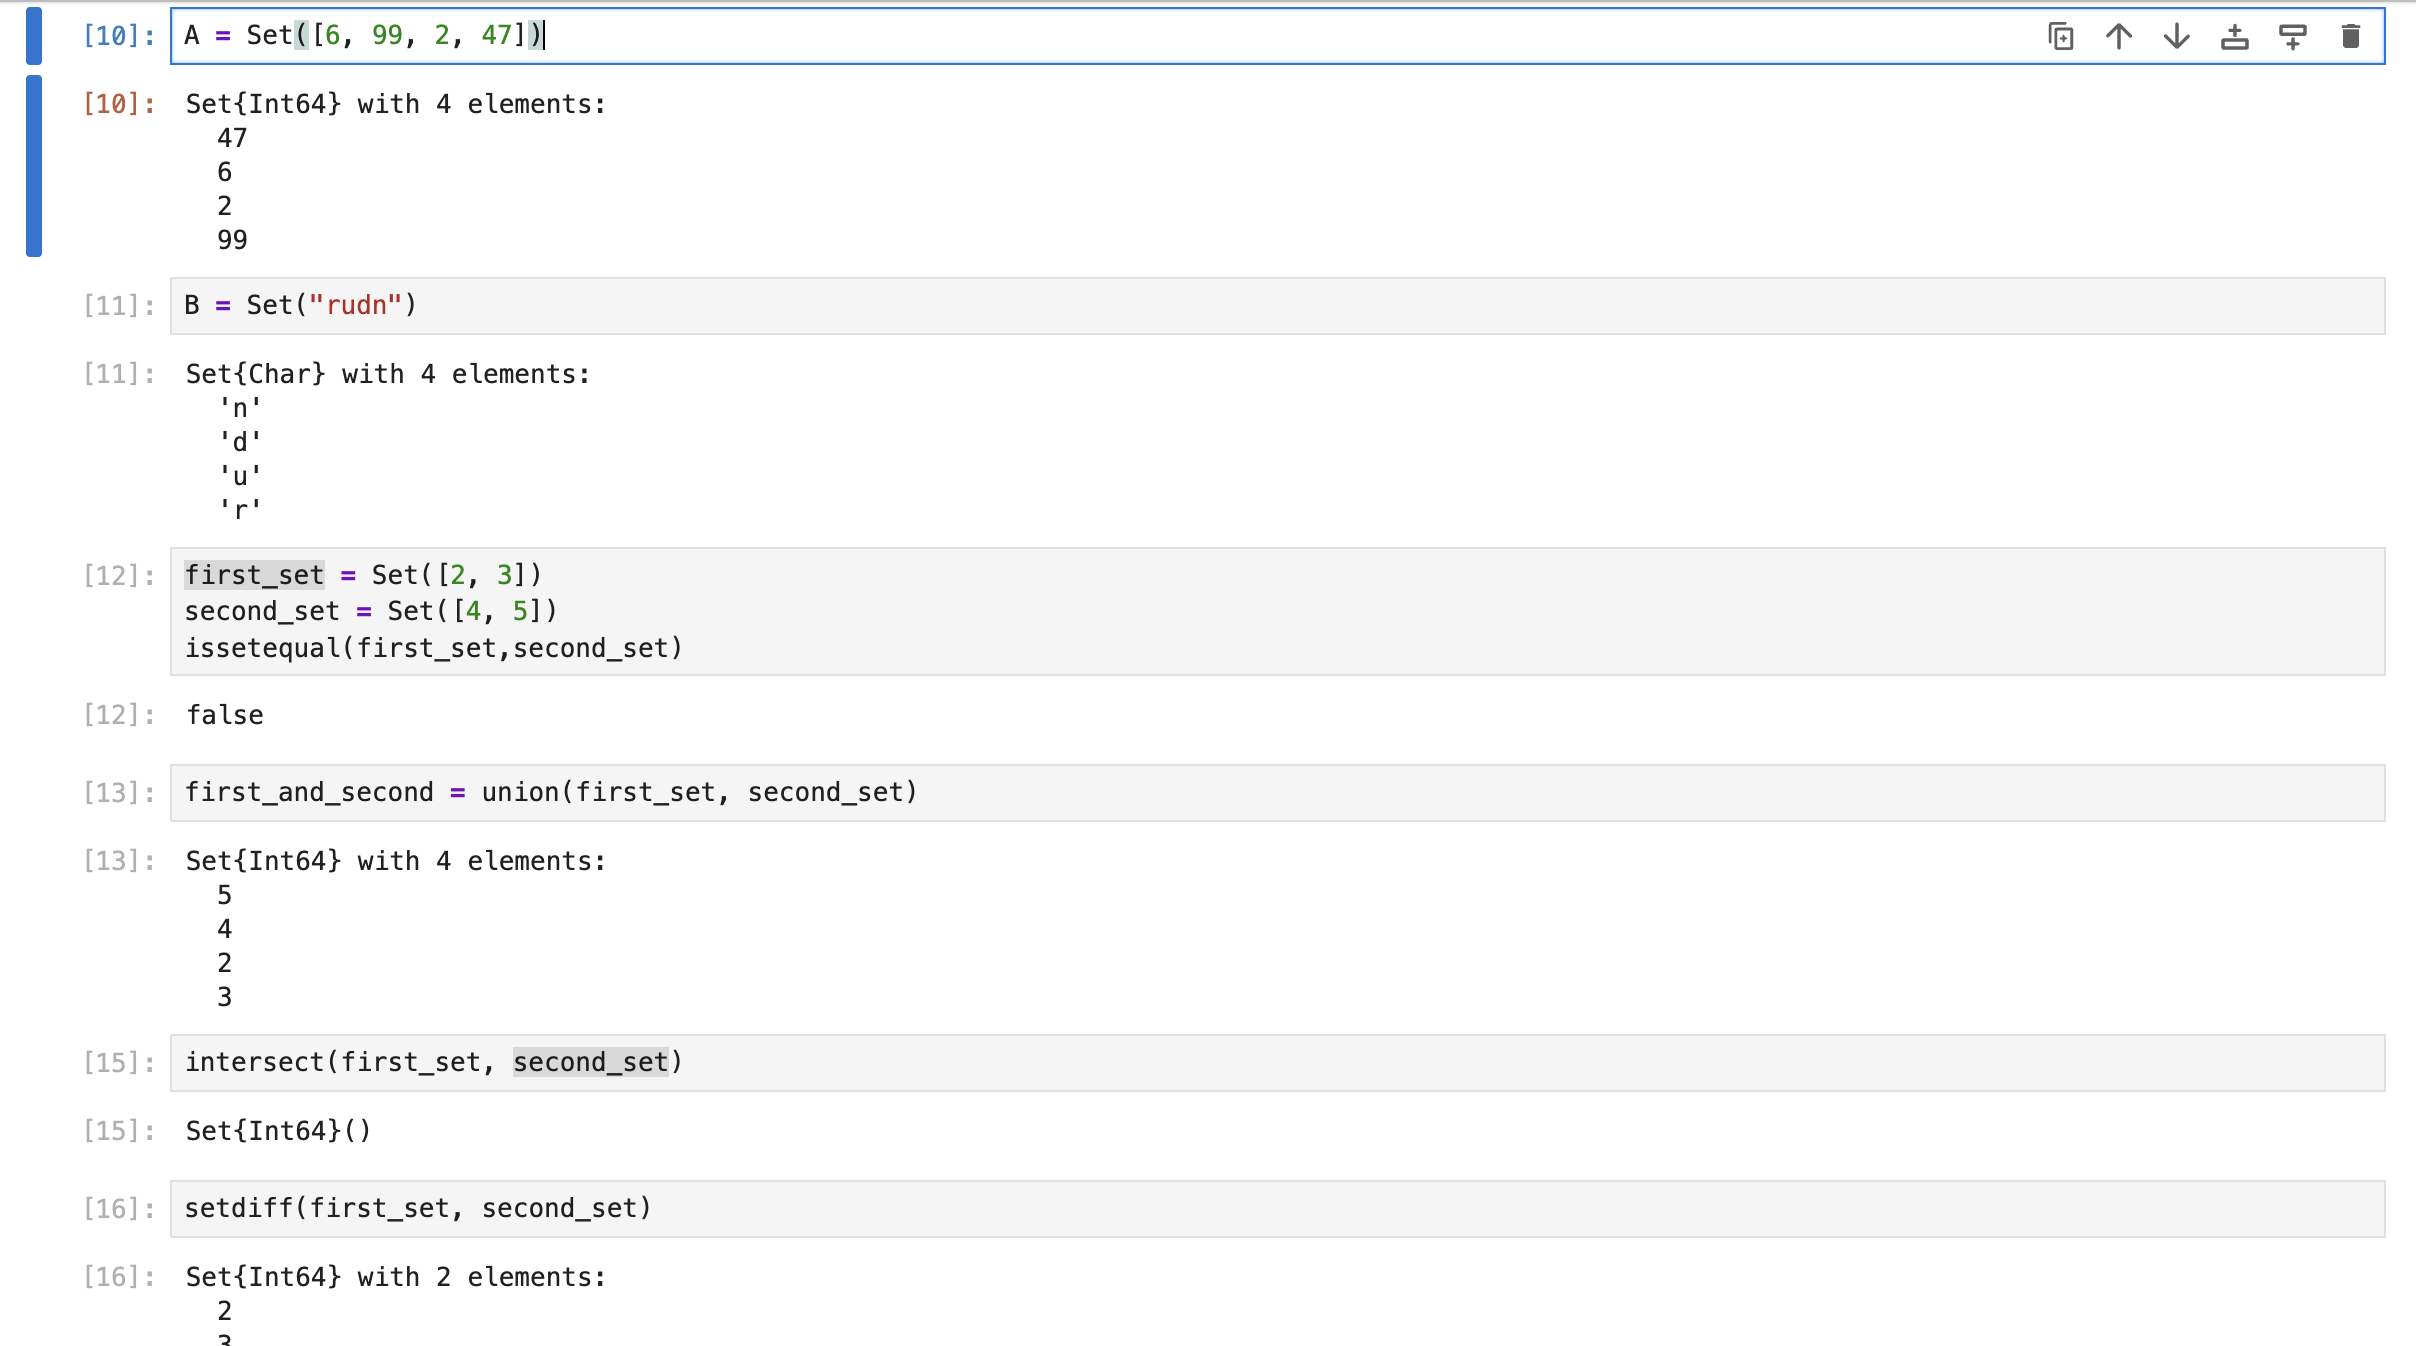 [10]: A = Set([6, 99, 2, 47])
[10]: Set{Int64} with 4 elements:
47
6
2
99
[11]: B = Set("rudn")
[11]: Set{Char} with 4 elements:
'n'
'd'
'u'
'r'
[12]: first_set = Set([2, 3])
second_set = Set([4, 5])
issetequal(first_set,second_set)
[12]: false
[13]: first_and_second = union(first_set, second_set)
[13]: Set{Int64} with 4 elements:
5
4
2
3
[15]: intersect(first_set, second_set)
[15]: Set{Int64}()
[16]: setdiff(first_set, second_set)
[16]: Set{Int64} with 2 elements:
2
3